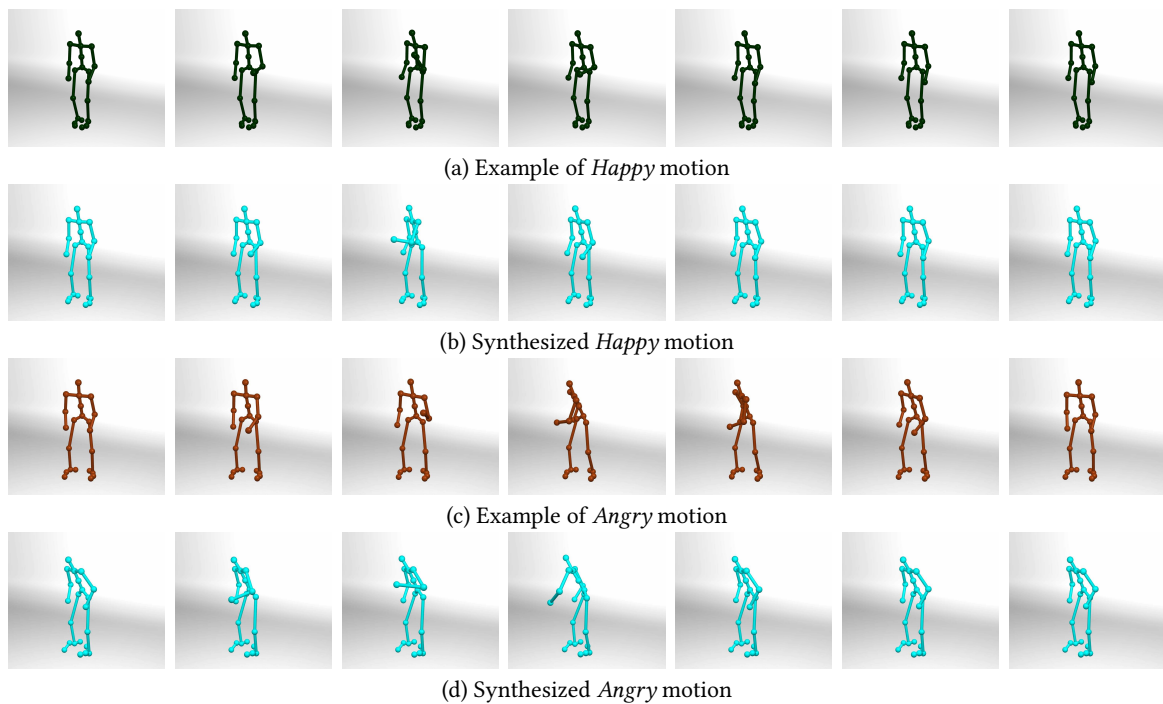 (a) Example of Happy motion
(b) Synthesized Happy motion
(c) Example of Angry motion
(d) Synthesized Angry motion